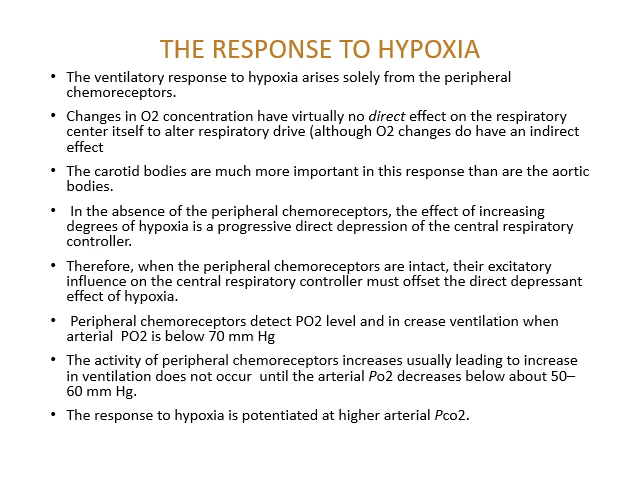 THE RESPONSE TO HYPOXIA
• The ventilatory response to hypoxia arises solely from the peripheral
chemoreceptors.
• Changes in O2 concentration have virtually no direct effect on the respiratory
center itself to alter respiratory drive (although O2 changes do have an indirect
effect
• The carotid bodies are much more important in this response than are the aortic
bodies.
• In the absence of the peripheral chemoreceptors, the effect of increasing
degrees of hypoxia is a progressive direct depression of the central respiratory
controller.
• Therefore, when the peripheral chemoreceptors are intact, their excitatory
influence on the central respiratory controller must offset the direct depressant
effect of hypoxia.
• Peripheral chemoreceptors detect PO2 level and in crease ventilation when
arterial  PO2 is below 70 mm Hg
• The activity of peripheral chemoreceptors increases usually leading to increase
in ventilation does not occur  until the arterial Po2 decreases below about 50–
60 mm Hg.
• The response to hypoxia is potentiated at higher arterial Pco2.